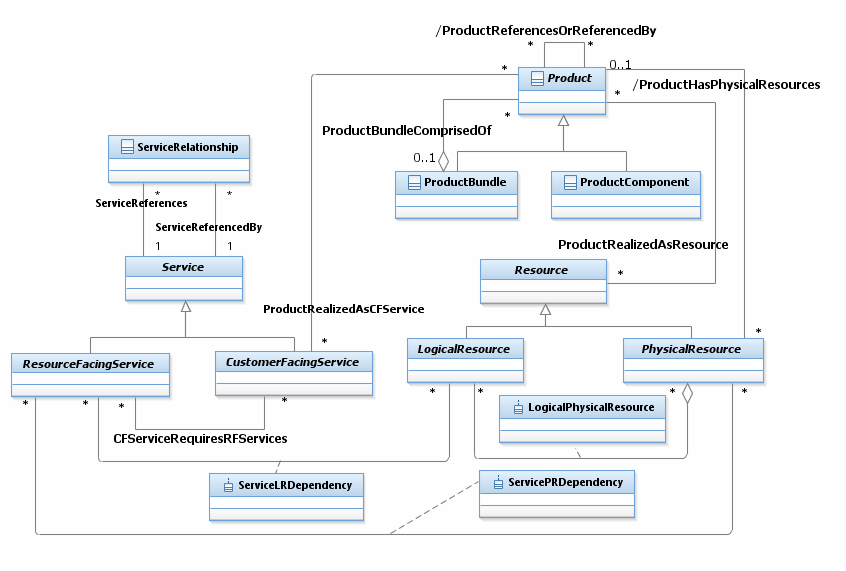 /ProductReferencesOrReferencedBy
* *
* Product 0..1
* /ProductHasPhysicalResources
*
ProductBundleComprisedOf
0..1
ServiceRelationship
ProductBundle ProductComponent
* *
ServiceReferences
ServiceReferencedBy
1 1
ProductRealizedAsResource
Service
Resource *
ProductRealizedAsCFService
* *
ResourceFacingService CustomerFacingService LogicalResource PhysicalResource
* * * * * * * *
LogicalPhysicalResource
CFServiceRequiresRFServices
ServiceLRDependency ServicePRDependency